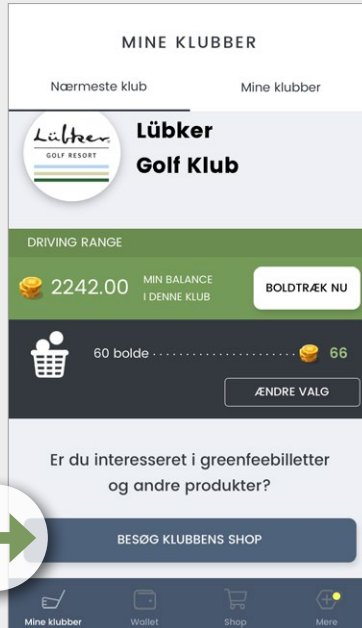 MINE KLUBBER
Nærmeste klub
Mine klubber
Lübker
GOLF RESORT
Lübker
Golf Klub
DRIVING RANGE
2242.00
MIN BALANCE
I DENNE KLUB
BOLDTRÆK NU
60 bolde
66
ÆNDRE VALG
Er du interesseret i greenfeebilletter
og andre produkter?
BESØG KLUBBENS SHOP
Mine klubber
Wallet
Shop
Mere